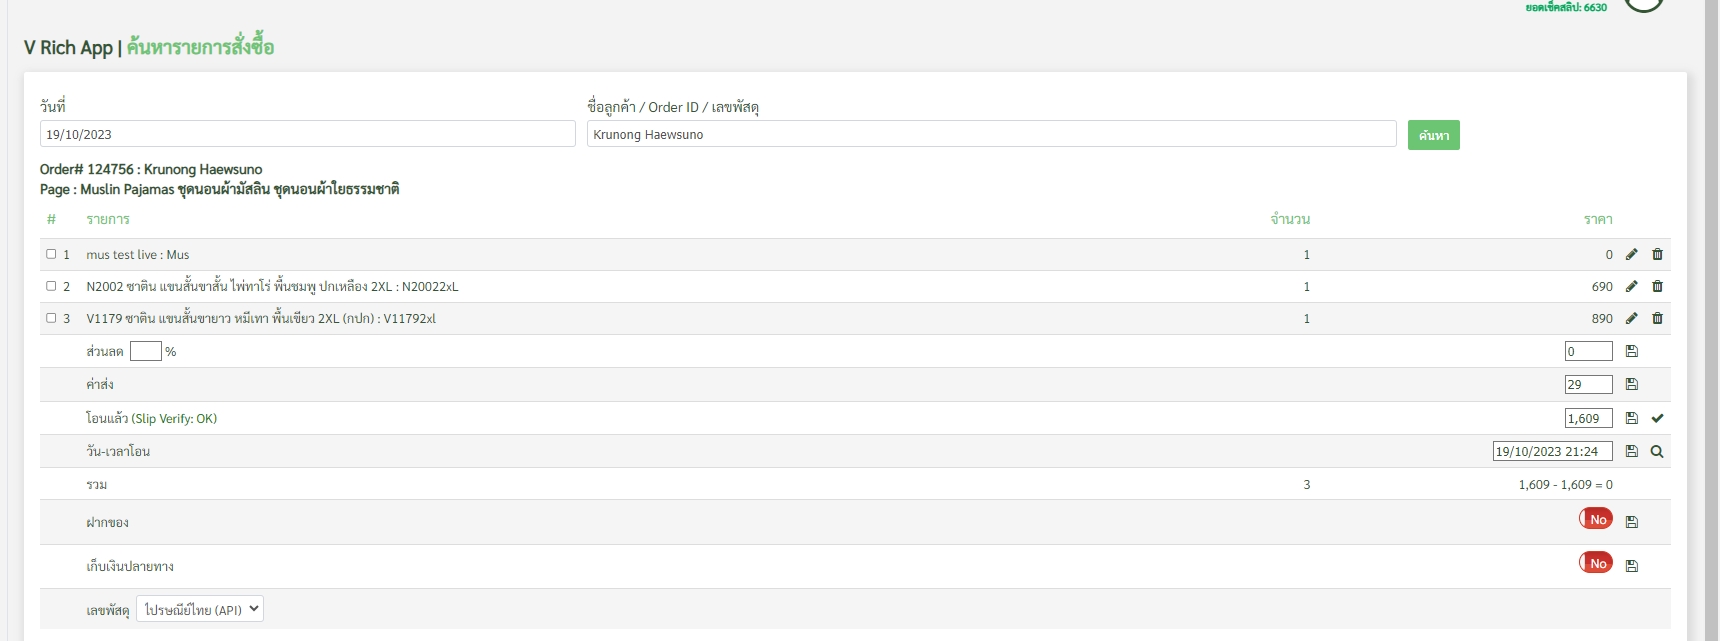 ยอดเช็คสลิป: 6630
V Rich App | ค้นหารายการสั่งซื้อ
วันที่
ชื่อลูกค้า / Order ID / เลขพัสดุ
19/10/2023
Krunong Haewsuno
ค้นหา
Order# 124756 : Krunong Haewsuno
Page : Muslin Pajamas ชุดนอนผ้ามัสลิน ชุดนอนผ้าใยธรรมชาติ
# รายการ จำนวน ราคา
1 mus test live : Mus 1 0
2 N2002 ซาติน แขนสั้นขาสั้น ไพ่ทาโร่ พื้นชมพู ปกเหลือง 2XL : N20022xL 1 690
3 V1179 ซาติน แขนสั้นขายาว หมีเทา พื้นเขียว 2XL (กปก) : V11792xl 1 890
ส่วนลด % 0
ค่าส่ง 29
โอนแล้ว (Slip Verify: OK) 1,609
วัน-เวลาโอน 19/10/2023 21:24
รวม 3 1,609 - 1,609 = 0
ฝากของ No
เก็บเงินปลายทาง No
เลขพัสดุ ไปรษณีย์ไทย (API)